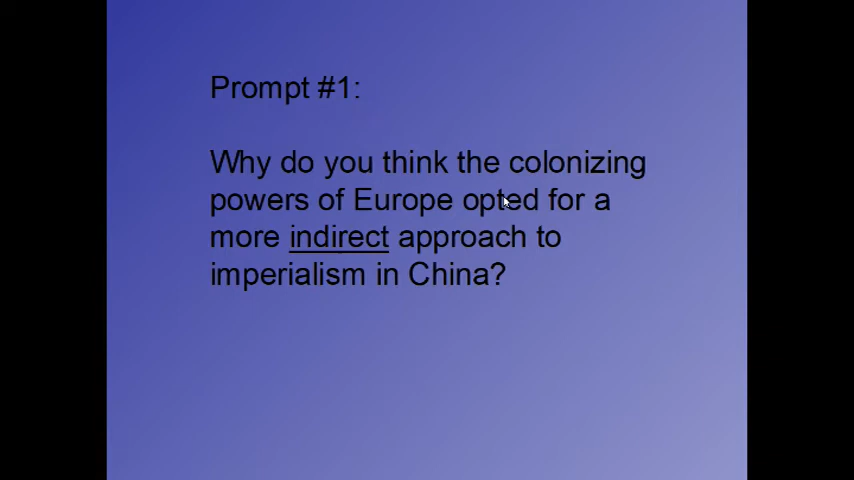 Prompt #1:
Why do you think the colonizing
powers of Europe opted for a
more indirect approach to
imperialism in China?